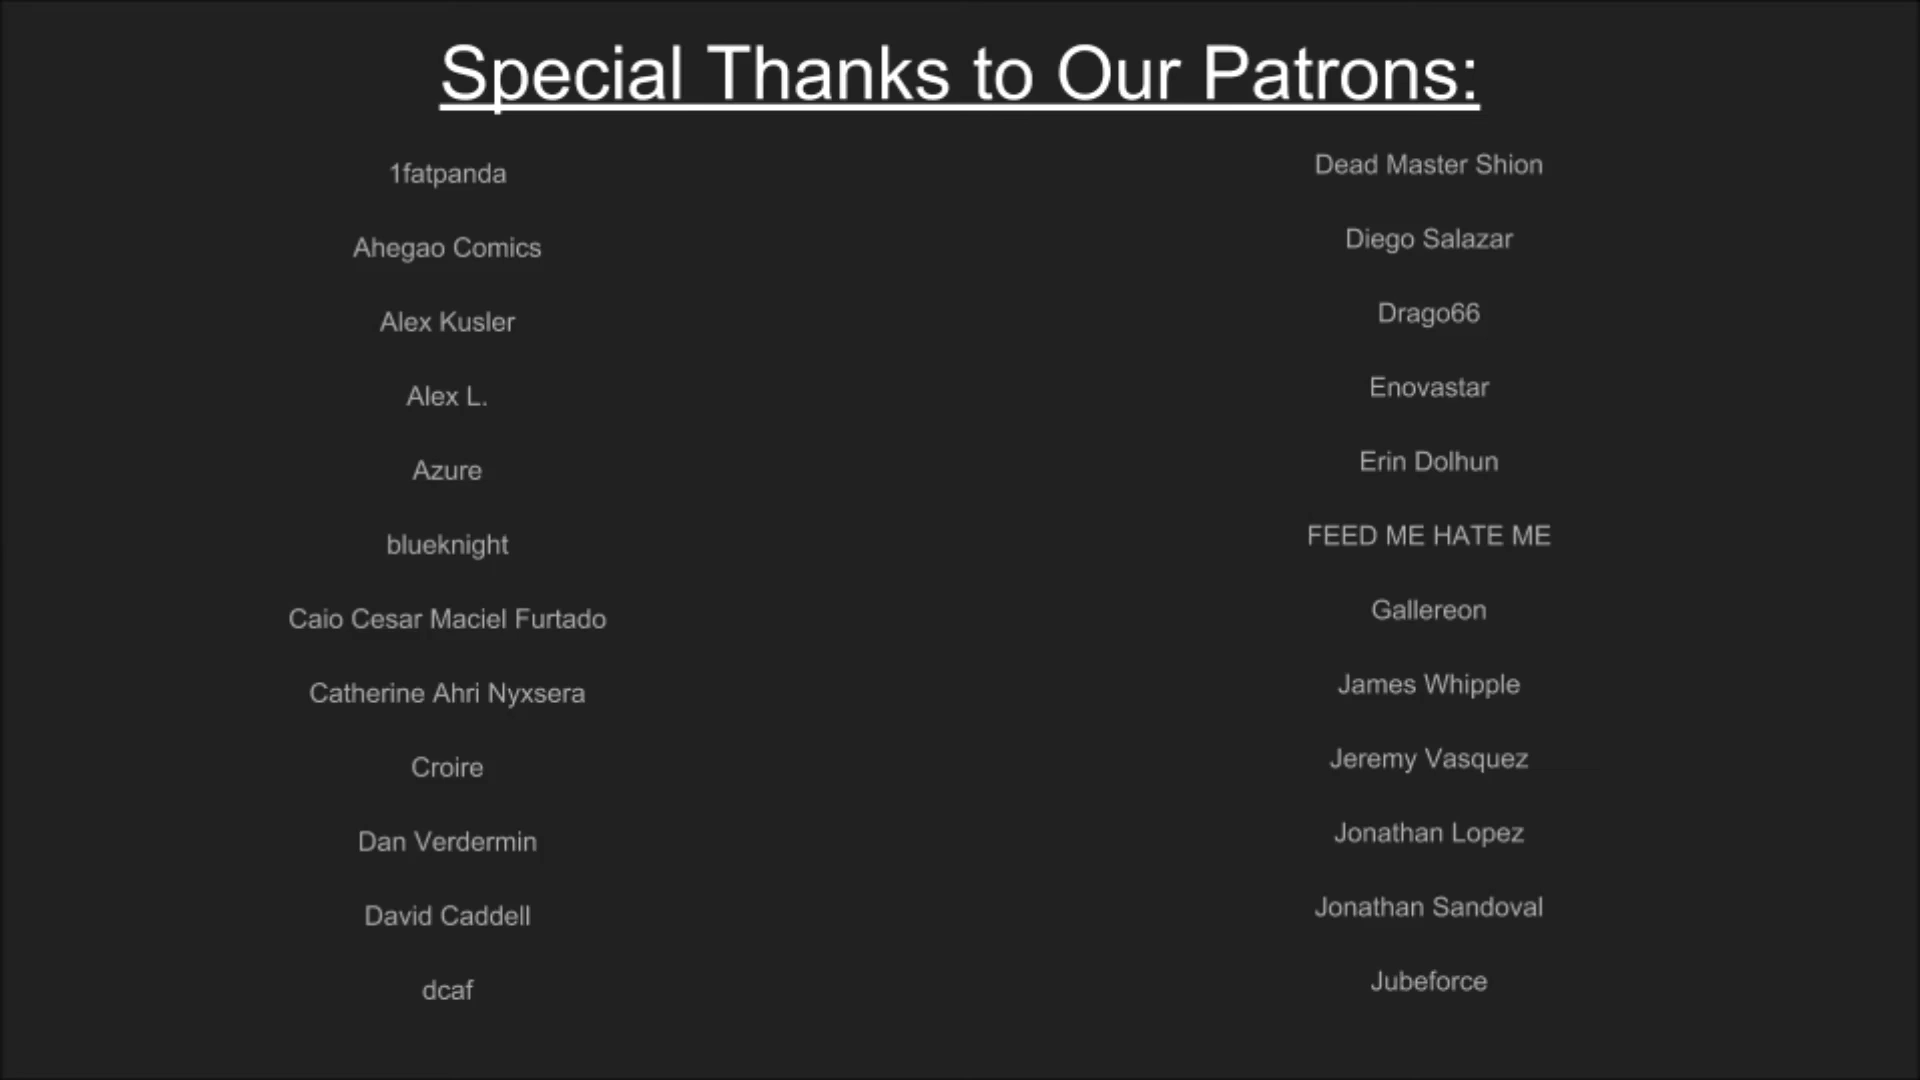 Special Thanks to Our Patrons:
1fatpanda
Ahegao Comics
Alex Kusler
Alex L.
Azure
blueknight
Caio Cesar Maciel Furtado
Catherine Ahri Nyxsera
Croire
Dan Verdermin
David Caddell
dcaf
Dead Master Shion
Diego Salazar
Drago66
Enovastar
Erin Dolhun
FEED ME HATE ME
Gallereon
James Whipple
Jeremy Vasquez
Jonathan Lopez
Jonathan Sandoval
Jubeforce